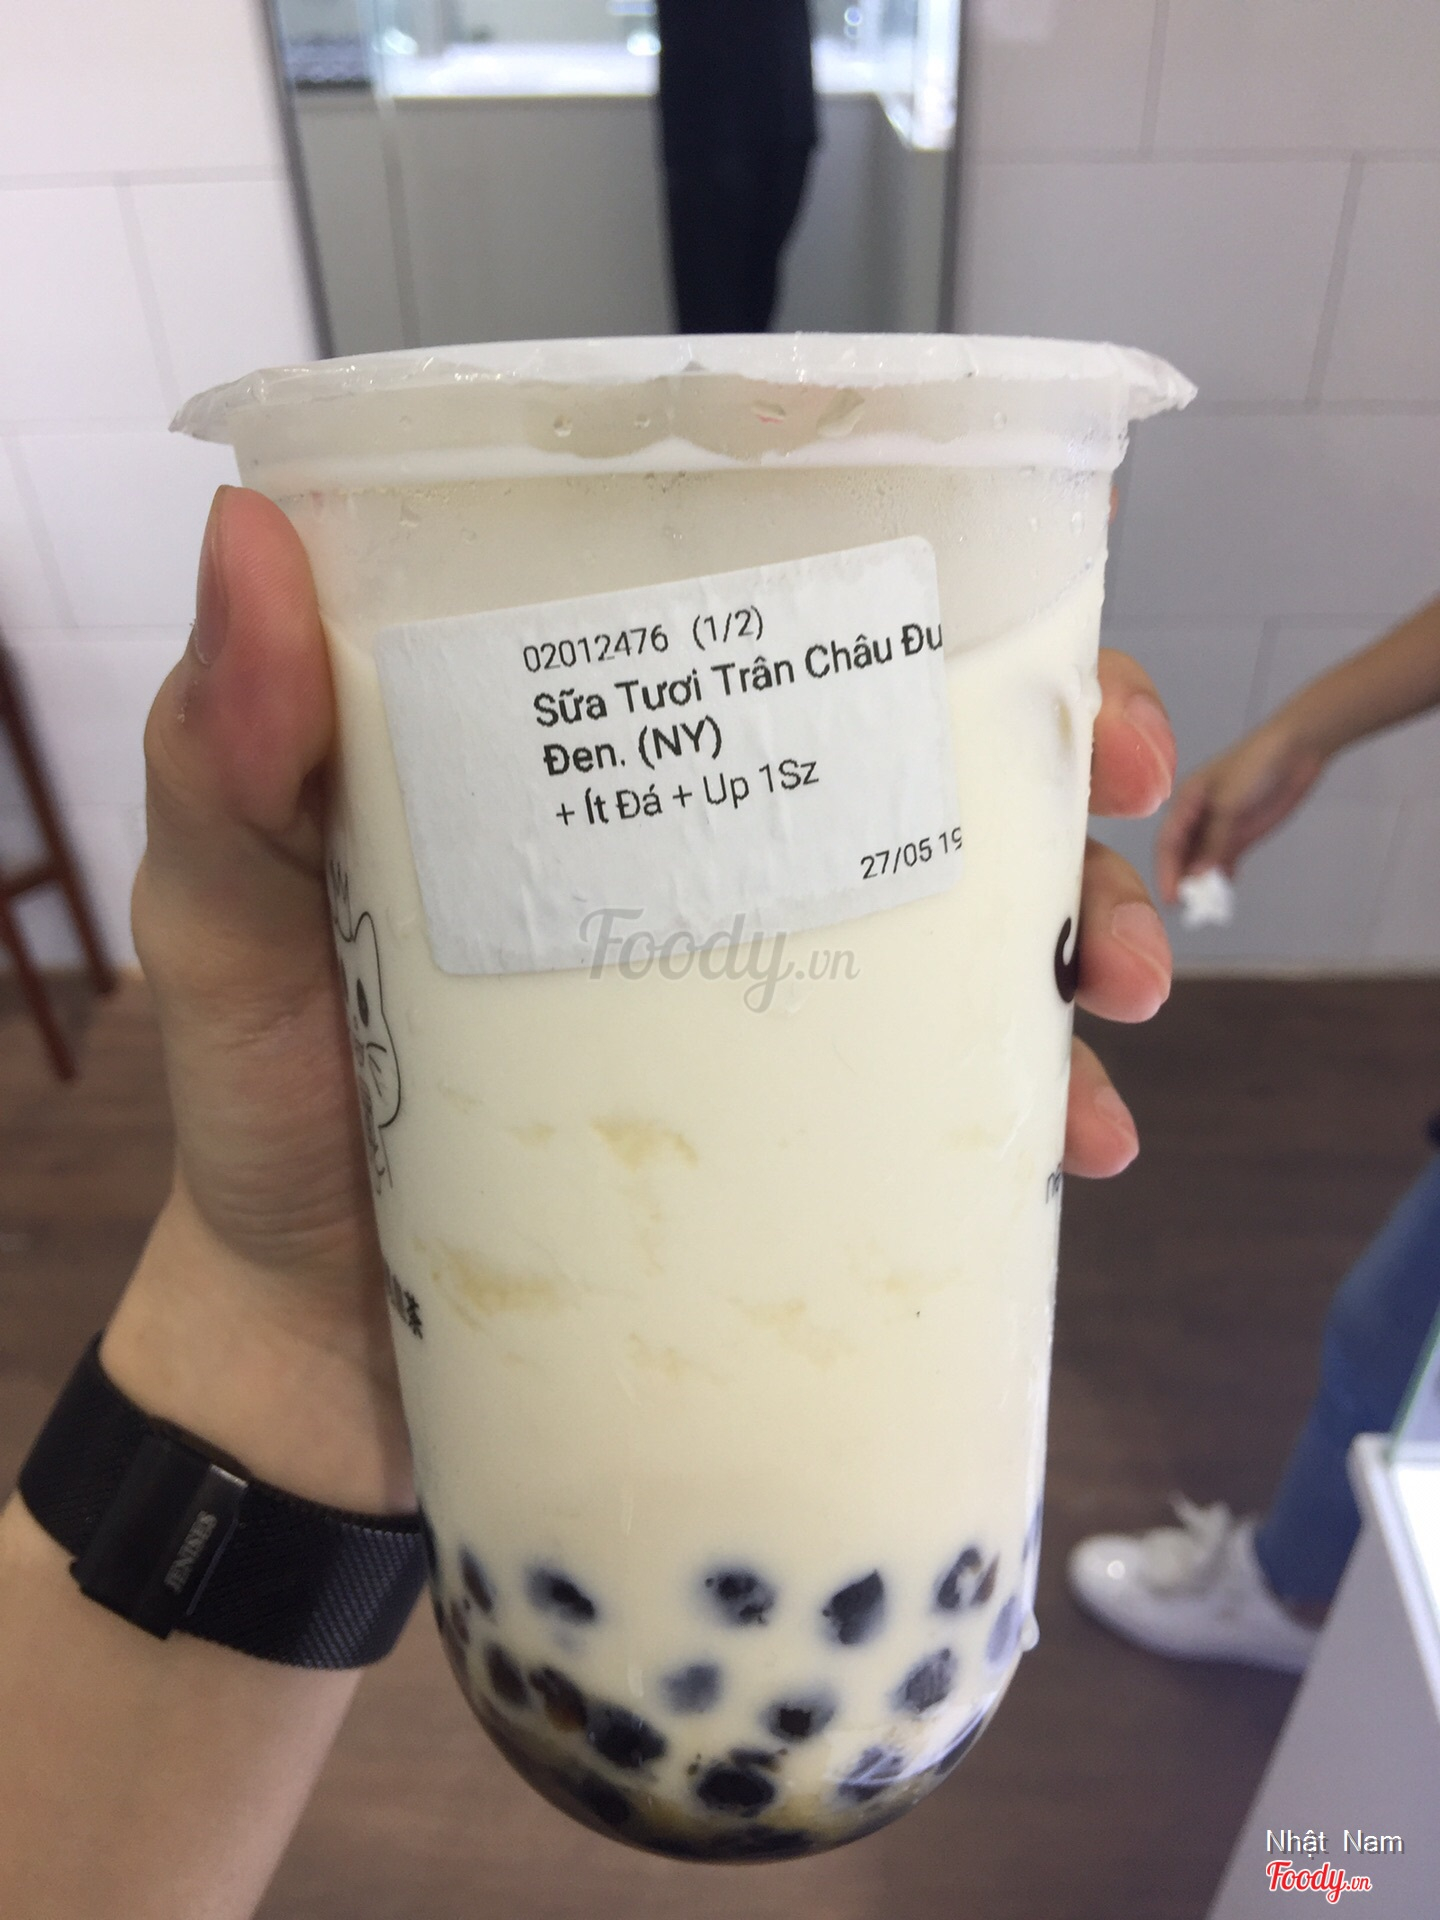 02012476 (1/2)
Sữa Tươi Trân Châu Đư
Đen. (NY)
+ Ít Đá + Up 1Sz
27/05 19
Foody.vn
JENISES
Nhật Nam
Foody.vn